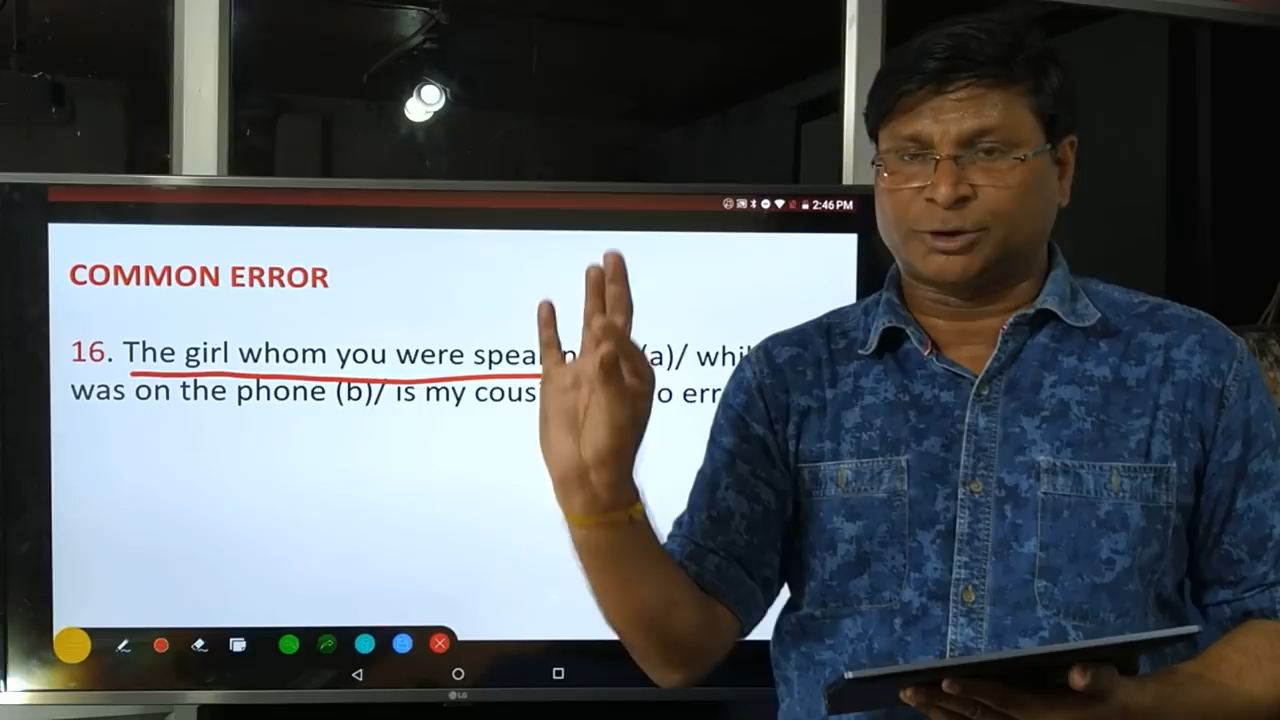 2:46 PM
COMMON ERROR
16. The girl whom you were (a)/
was on the phone (b)/ is my
LG